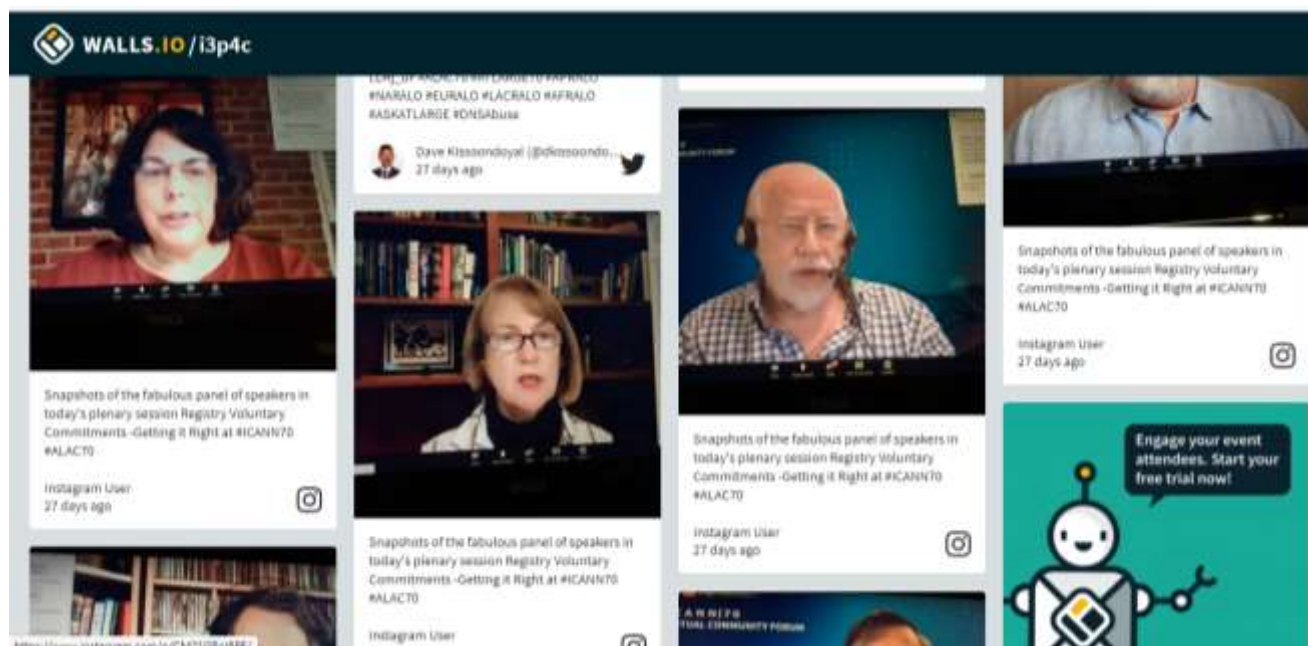 WALLS.IO/i3p4c
Snapshots of the fabulous panel of speakers in
today's plenary session Registry Voluntary
Commitments -Getting it Right at #ICANN70
#ALAC70
Instagram User
27 days ago
#NARALO #EURALO #LACRALO #AFRALO
#ASKATLARGE #DNSAbuse
Dave Kissoondoyal (@dkissoondo...
27 days ago
Snapshots of the fabulous panel of speakers in
today's plenary session Registry Voluntary
Commitments -Getting it Right at #ICANN70
#ALAC70
Instagram User
Snapshots of the fabulous panel of speakers in
today's plenary session Registry Voluntary
Commitments -Getting it Right at #ICANN70
#ALAC70
Instagram User
27 days ago
COMMUNITY FORUM
Snapshots of the fabulous panel of speakers in
today's plenary session Registry Voluntary
Commitments -Getting it Right at #ICANN70
#ALAC70
Instagram User
27 days ago
Engage your event
attendees. Start your
free trial now!